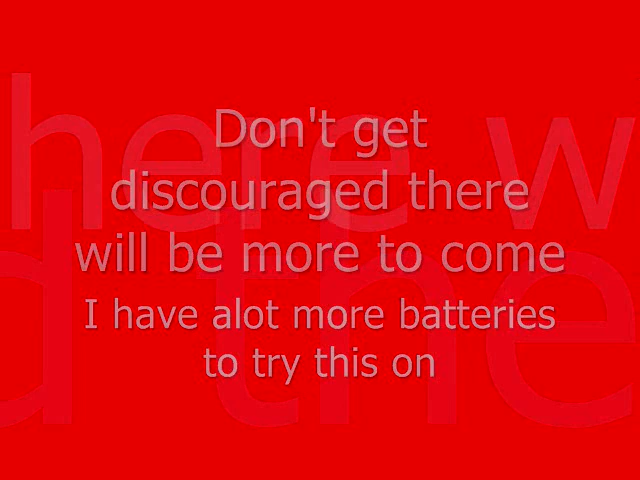 Don't get
discouraged there
will be more to come
I have alot more batteries
to try this on